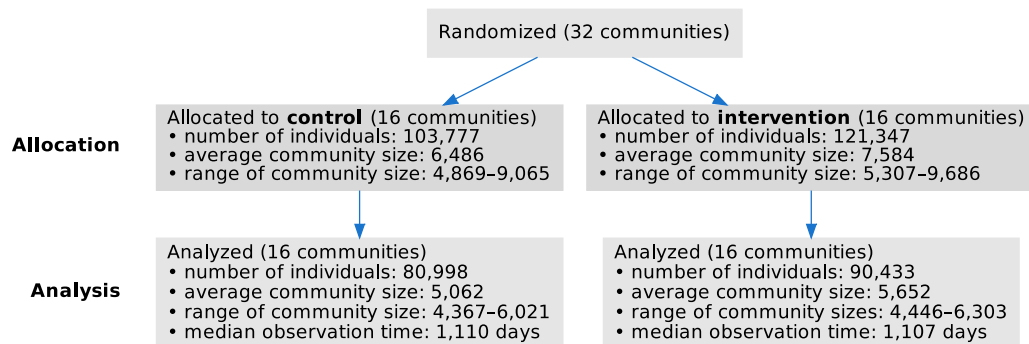 Randomized (32 communities)
Allocation
Allocated to control (16 communities)
• number of individuals: 103,777
• average community size: 6,486
• range of community size: 4,869–9,065
Allocated to intervention (16 communities)
• number of individuals: 121,347
• average community size: 7,584
• range of community size: 5,307–9,686
Analysis
Analyzed (16 communities)
• number of individuals: 80,998
• average community size: 5,062
• range of community size: 4,367–6,021
• median observation time: 1,110 days
Analyzed (16 communities)
• number of individuals: 90,433
• average community size: 5,652
• range of community sizes: 4,446–6,303
• median observation time: 1,107 days